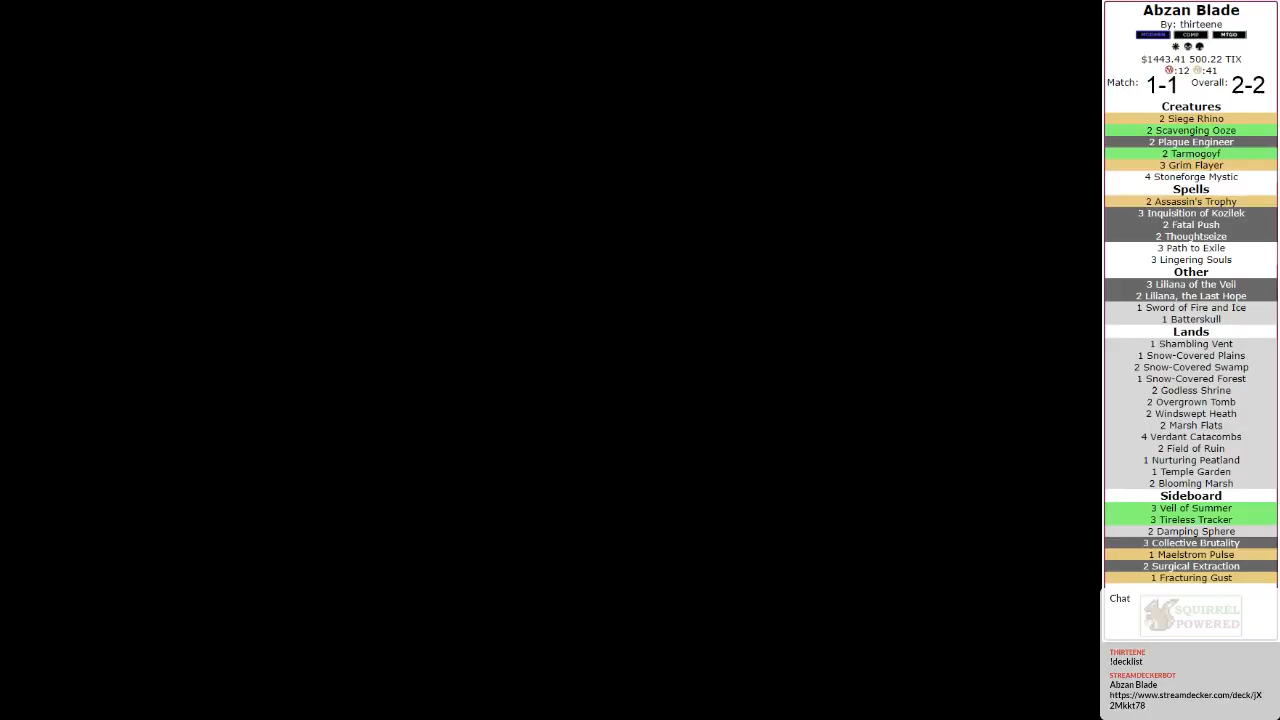 Abzan Blade
By: thirteene
MTGMEN COMP MTGO
$1443.41 500.22 TIX
:12 :41
Match: 1-1 Overall: 2-2
Creatures
2 Siege Rhino
2 Scavenging Ooze
2 Plague Engineer
2 Tarmogoyf
3 Grim Flayer
4 Stoneforge Mystic
Spells
2 Assassin's Trophy
3 Inquisition of Kozilek
2 Fatal Push
2 Thoughtseize
3 Path to Exile
3 Lingering Souls
Other
3 Liliana of the Veil
2 Liliana, the Last Hope
1 Sword of Fire and Ice
1 Batterskull
Lands
1 Shambling Vent
1 Snow-Covered Plains
2 Snow-Covered Swamp
1 Snow-Covered Forest
2 Godless Shrine
2 Overgrown Tomb
2 Windswept Heath
2 Marsh Flats
4 Verdant Catacombs
2 Field of Ruin
1 Nurturing Peatland
1 Temple Garden
2 Blooming Marsh
Sideboard
3 Veil of Summer
3 Tireless Tracker
2 Damping Sphere
3 Collective Brutality
1 Maelstrom Pulse
2 Surgical Extraction
1 Fracturing Gust
Chat
SQUIRREL
POWERED
THIRTEENE
!decklist
STREAMDECKERBOT
Abzan Blade
https://www.streamdecker.com/deck/jX
2Mkkt78